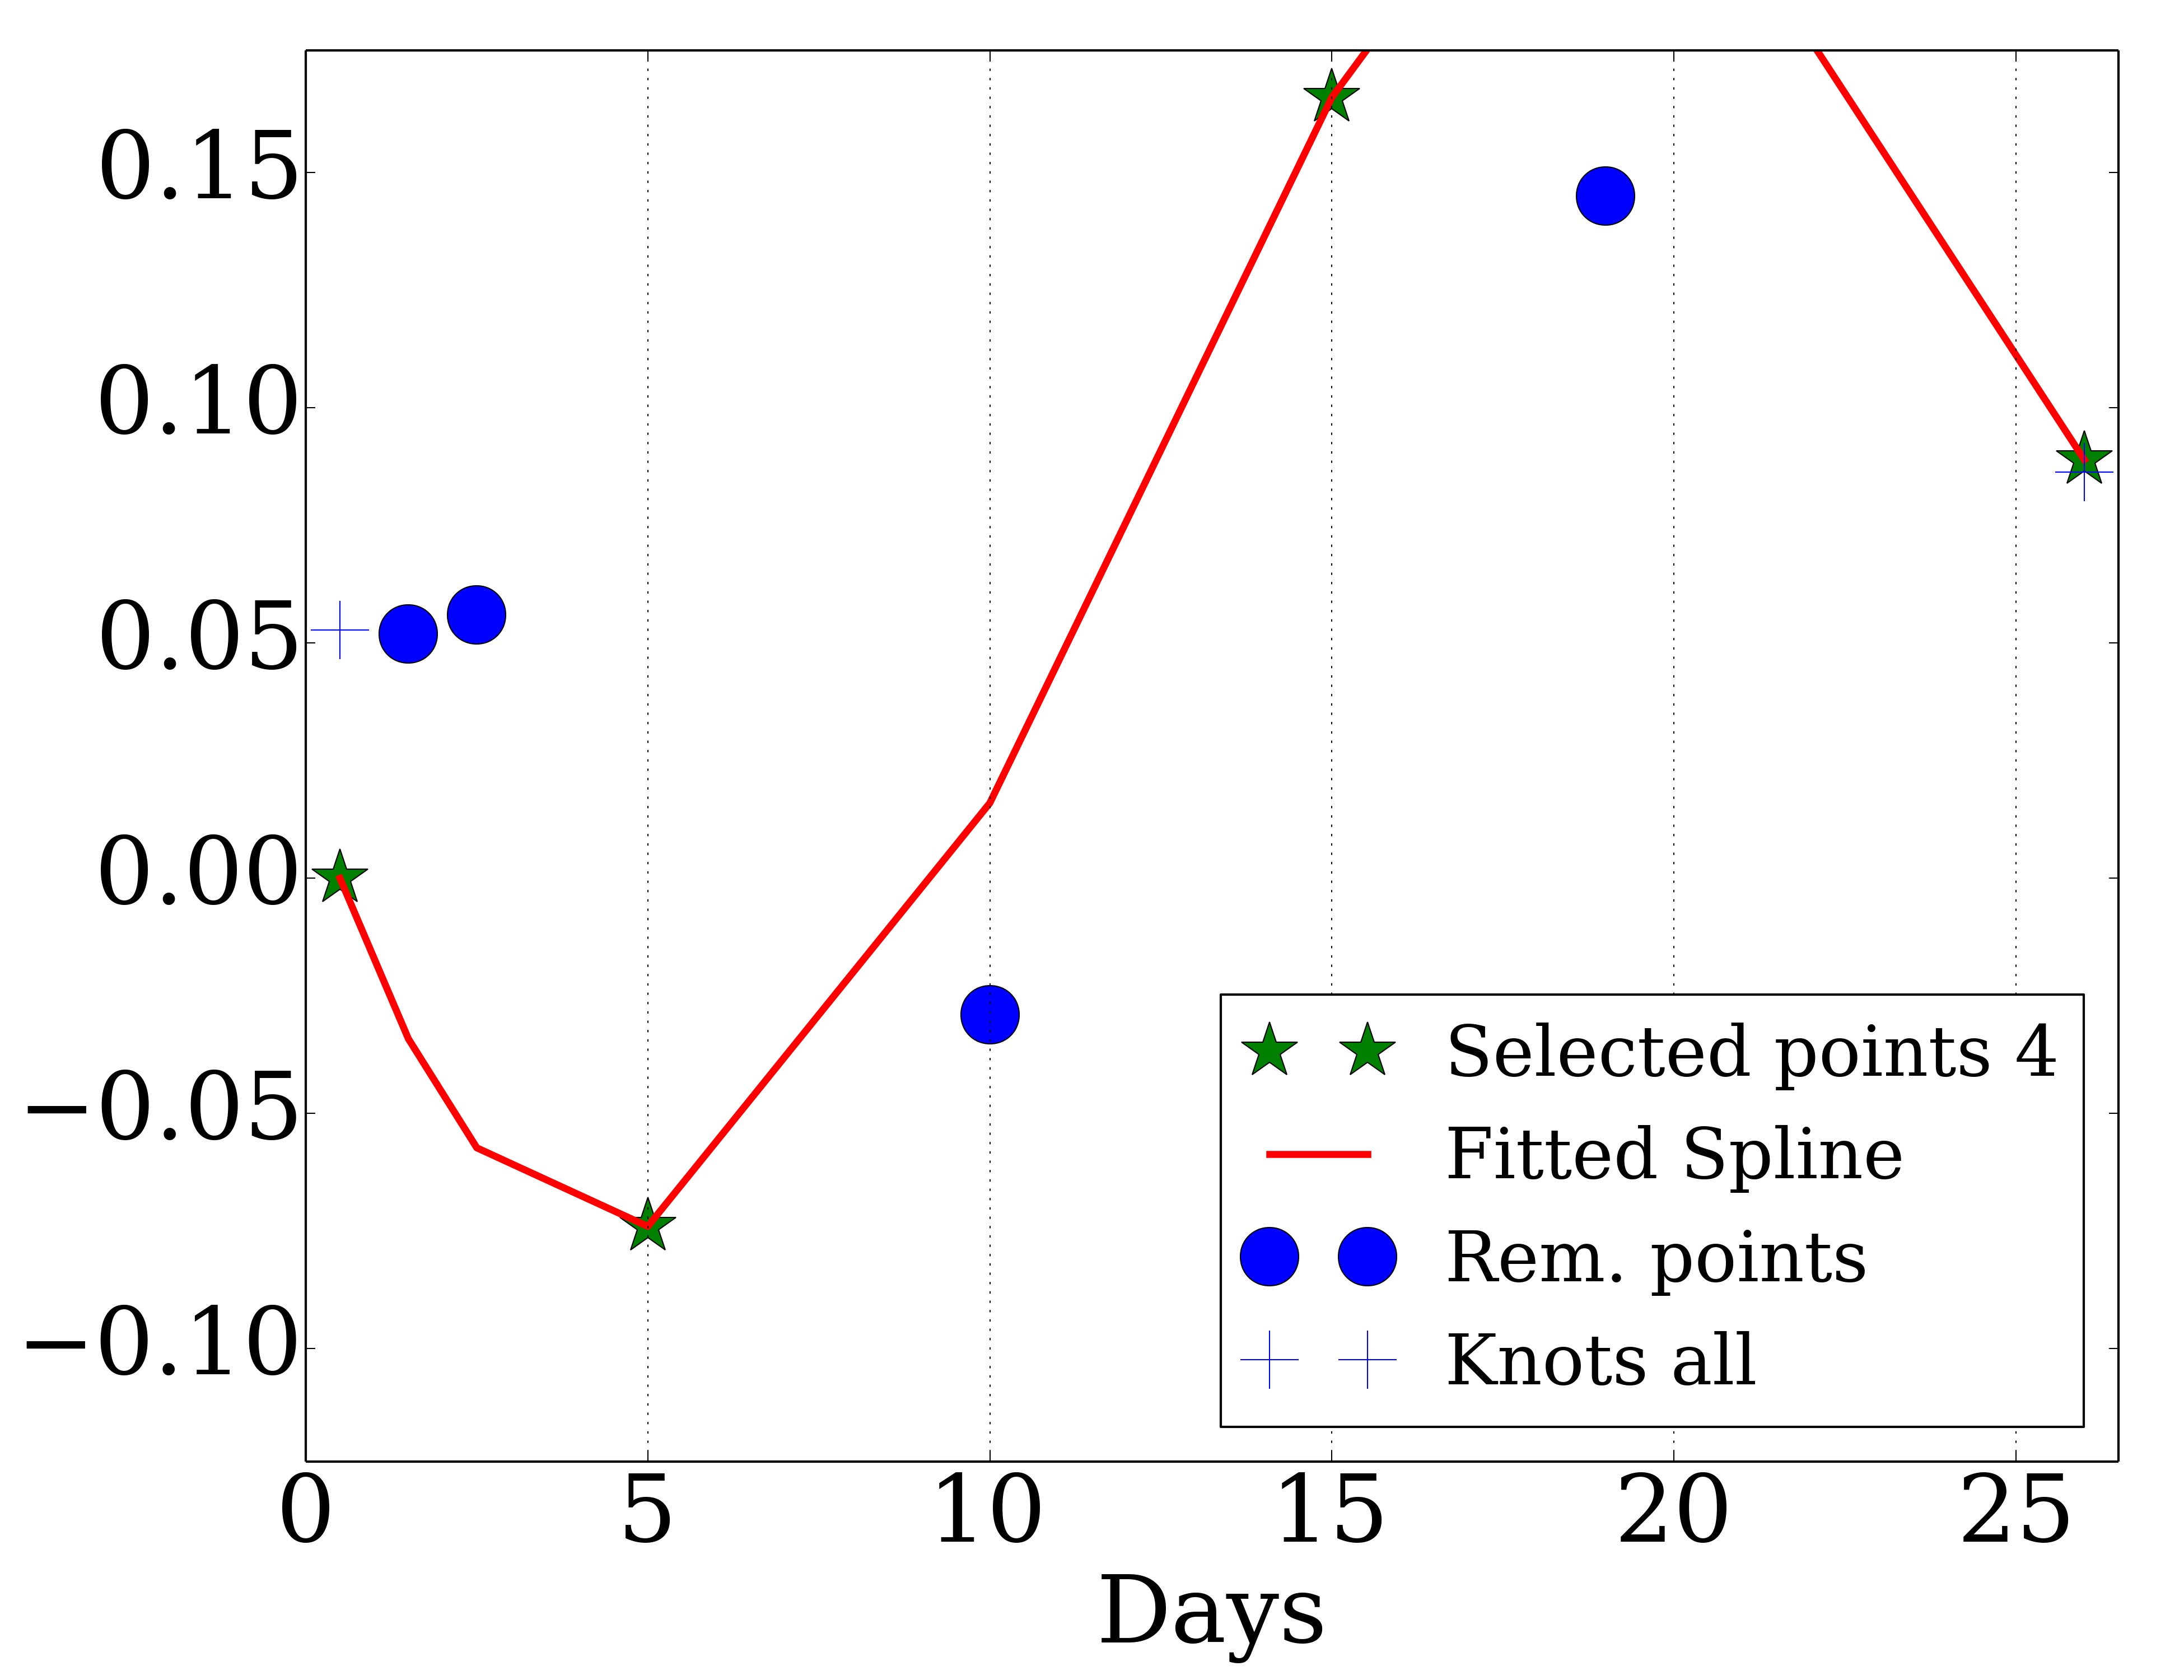 0.15
0.10
0.05
0.00
−0.05
−0.10
Selected points 4
Fitted Spline
Rem. points
Knots all
0 5 10 15 20 25
Days